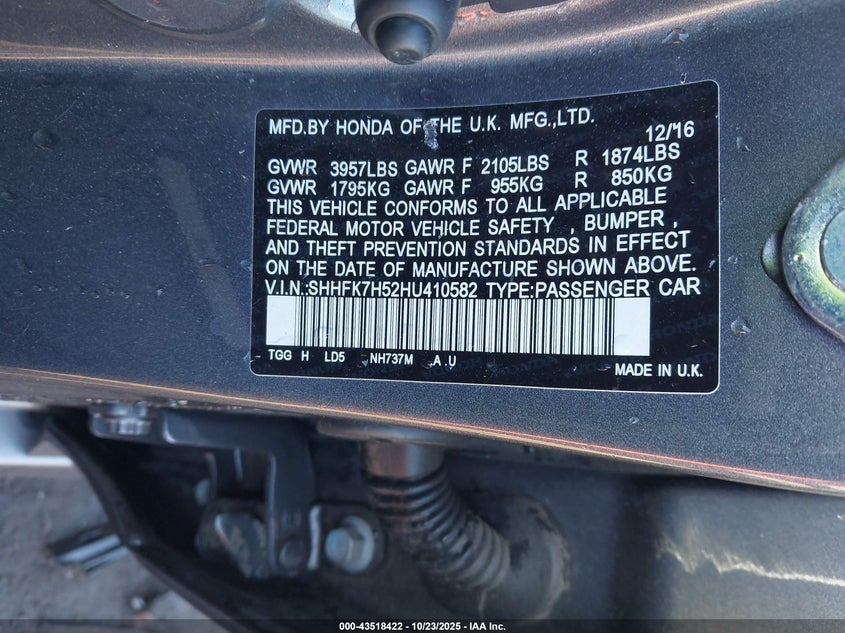 MFD.BY HONDA OF THE U.K. MFG.,LTD. 12/'16
GVWR 3957LBS GAWR F 2105LBS R 1874LBS
GVWR 1795KG GAWR F 955KG R 850KG
THIS VEHICLE CONFORMS TO ALL APPLICABLE
FEDERAL MOTOR VEHICLE SAFETY , BUMPER ,
AND THEFT PREVENTION STANDARDS IN EFFECT
ON THE DATE OF MANUFACTURE SHOWN ABOVE.
V.I.N.:SHHFK7H52HU410582 TYPE:PASSENGER CAR
TGG H LD5 NH737M A.U
MADE IN U.K.
000-43518422 - 10/23/2025 - IAA Inc.